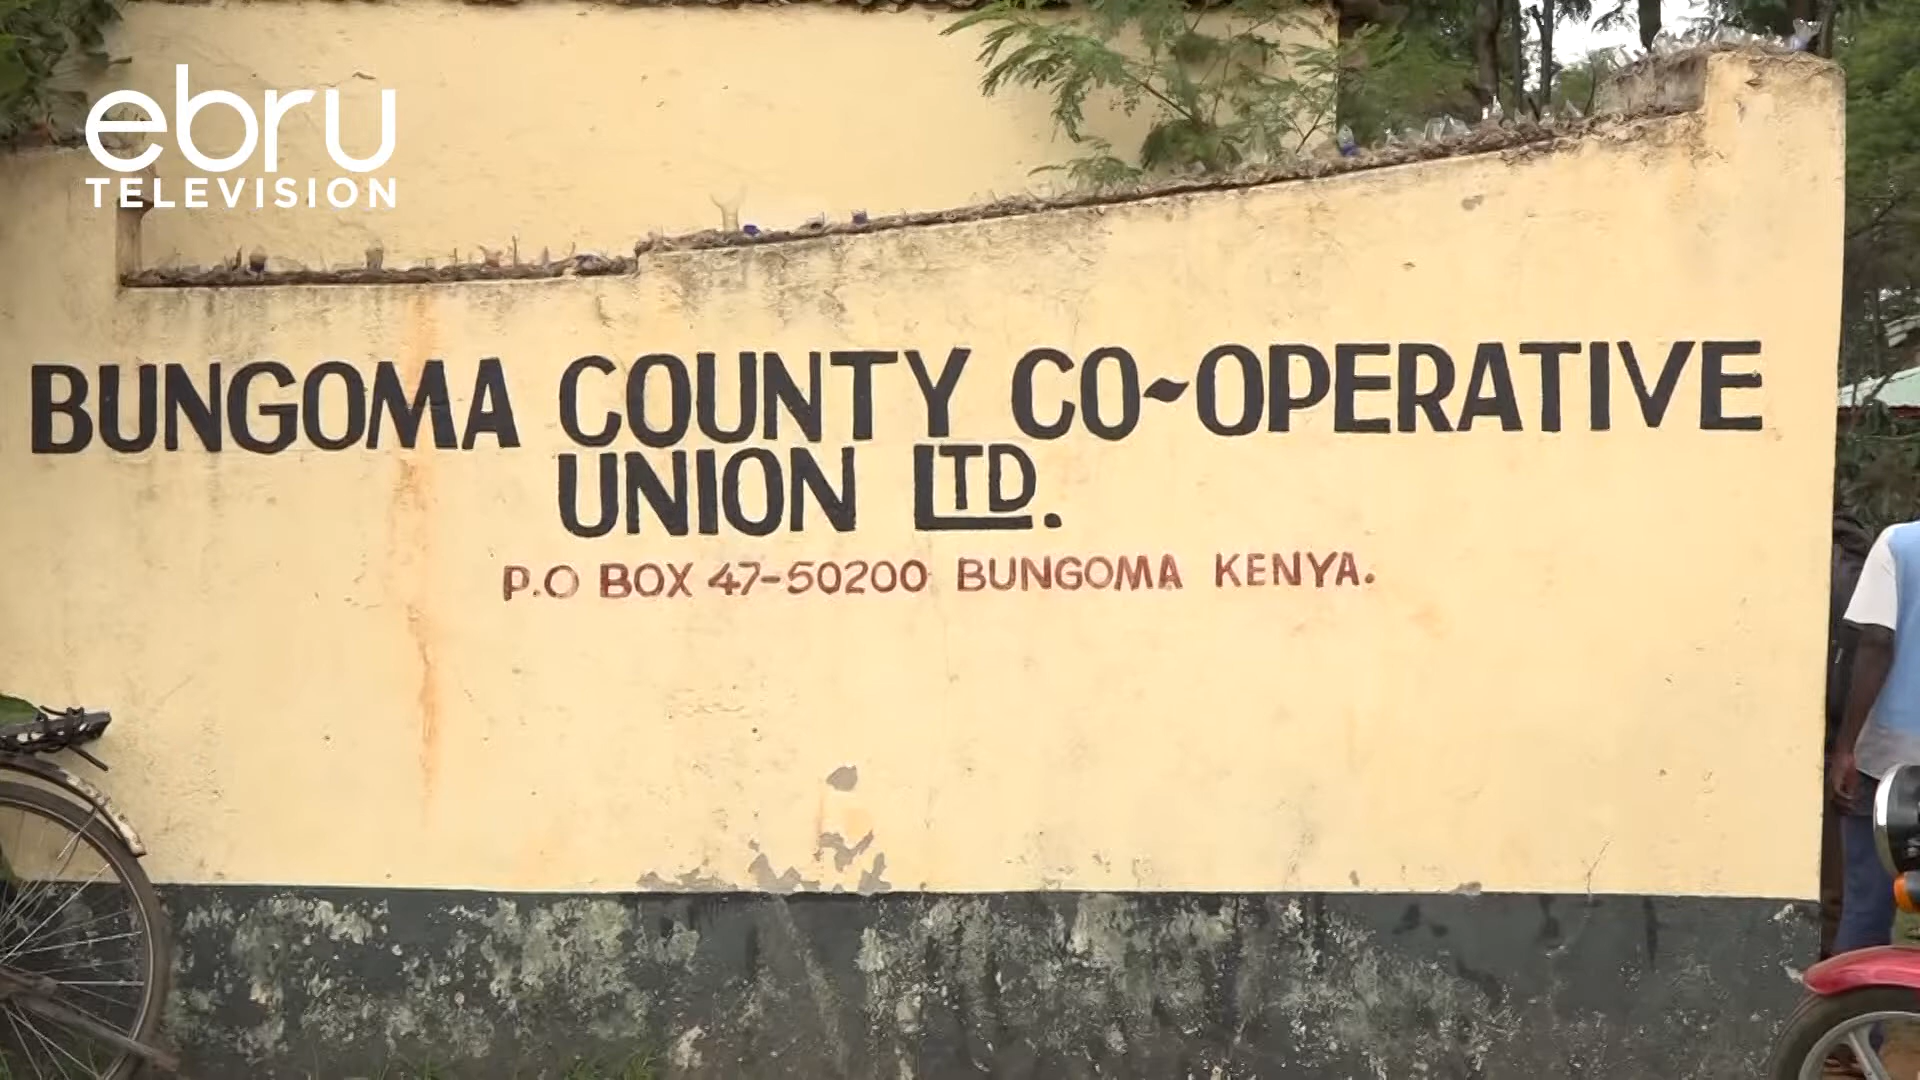 ebru
TELEVISION
BUNGOMA COUNTY CO-OPERATIVE
UNION LTD.
P.O BOX 47-50200 BUNGOMA KENYA.